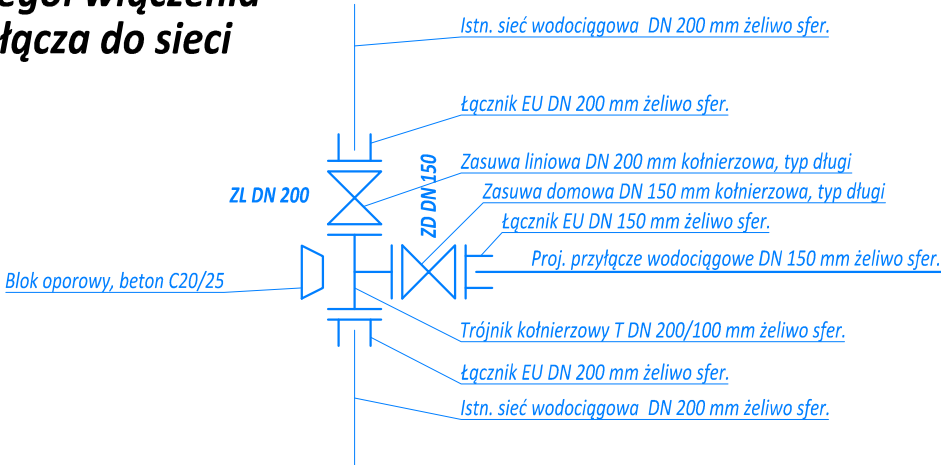 łącza do sieci
Istn. sieć wodociągowa DN 200 mm żeliwo sfer.
Łącznik EU DN 200 mm żeliwo sfer.
Zasuwa liniowa DN 200 mm kołnierzowa, typ długi
ZL DN 200
ZD DN 150
Zasuwa domowa DN 150 mm kołnierzowa, typ długi
Łącznik EU DN 150 mm żeliwo sfer.
Proj. przyłącze wodociągowe DN 150 mm żeliwo sfer.
Blok oporowy, beton C20/25
Trójnik kołnierzowy T DN 200/100 mm żeliwo sfer.
Łącznik EU DN 200 mm żeliwo sfer.
Istn. sieć wodociągowa DN 200 mm żeliwo sfer.